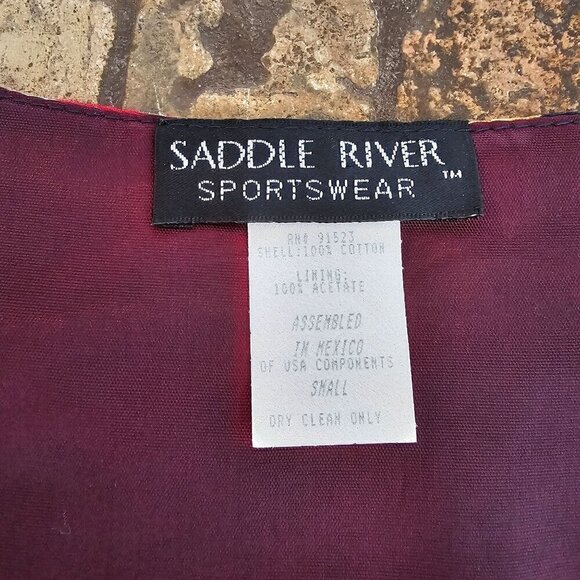 SADDLE RIVER ™
SPORTSWEAR
RN# 91523
SHELL:100% COTTON
LINING:
100% ACETATE
ASSEMBLED
IN MEXICO
OF USA COMPONENTS
SMALL
DRY CLEAN ONLY